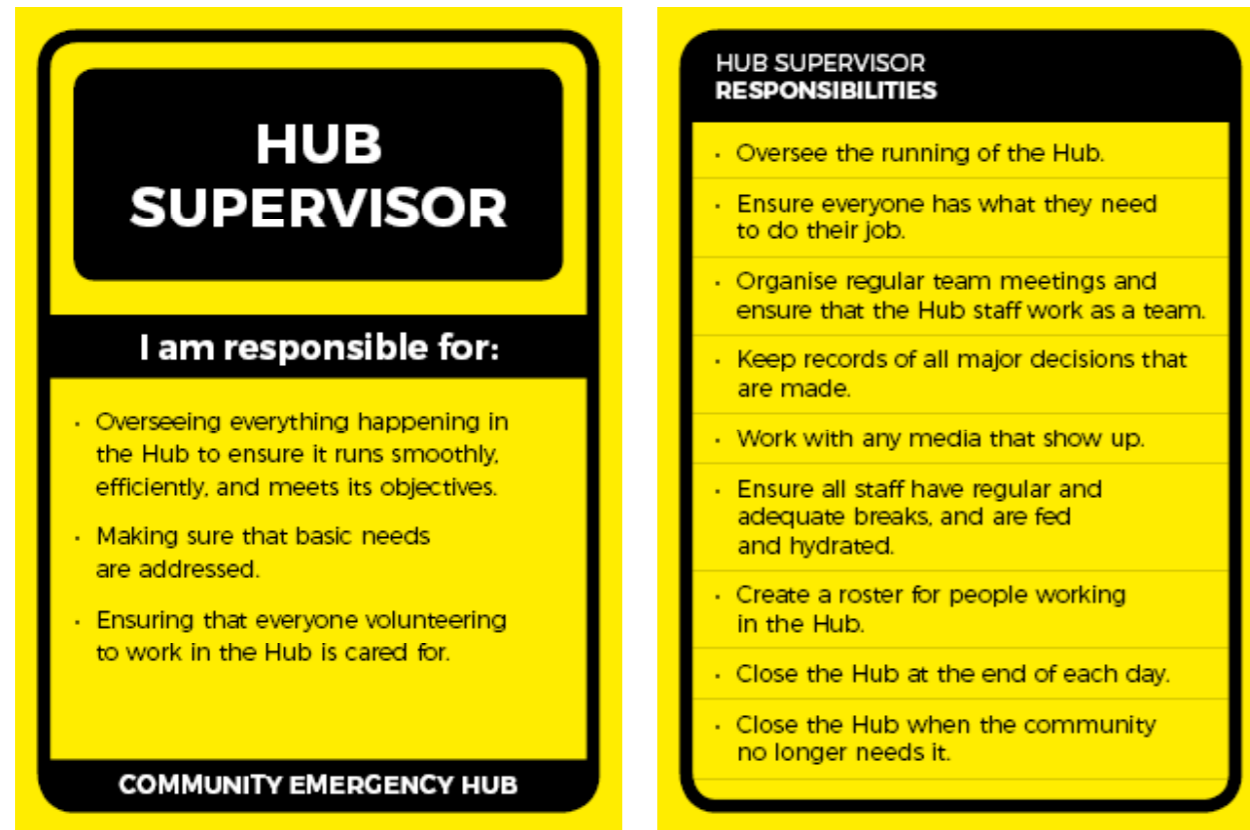 HUB
SUPERVISOR
I am responsible for:
· Overseeing everything happening in
the Hub to ensure it runs smoothly,
efficiently, and meets its objectives.
· Making sure that basic needs
are addressed.
· Ensuring that everyone volunteering
to work in the Hub is cared for.
COMMUNITY EMERGENCY HUB
HUB SUPERVISOR
RESPONSIBILITIES
· Oversee the running of the Hub.
· Ensure everyone has what they need
to do their job.
· Organise regular team meetings and
ensure that the Hub staff work as a team.
· Keep records of all major decisions that
are made.
· Work with any media that show up.
· Ensure all staff have regular and
adequate breaks, and are fed
and hydrated.
· Create a roster for people working
in the Hub.
· Close the Hub at the end of each day.
· Close the Hub when the community
no longer needs it.